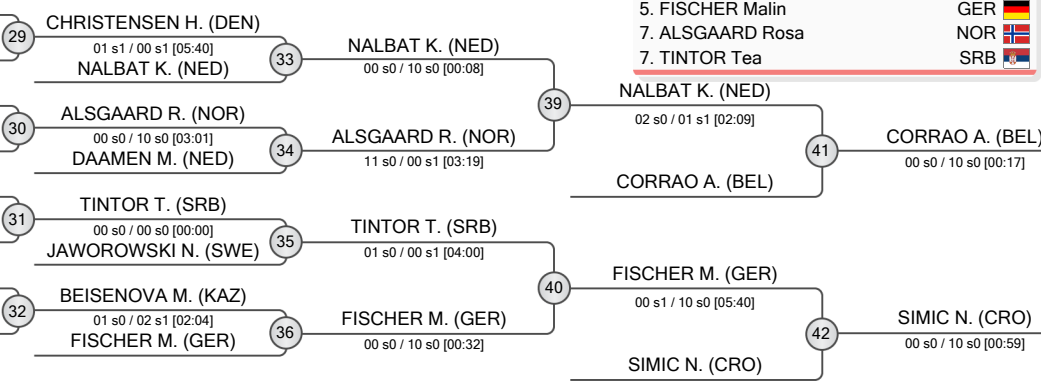 5. FISCHER Malin GER
7. ALSGAARD Rosa NOR
7. TINTOR Tea SRB
29
CHRISTENSEN H. (DEN)
01 s1 / 00 s1 [05:40]
NALBAT K. (NED)
30
ALSGAARD R. (NOR)
00 s0 / 10 s0 [03:01]
DAAMEN M. (NED)
31
TINTOR T. (SRB)
00 s0 / 00 s0 [00:00]
JAWOROWSKI N. (SWE)
32
BEISENOVA M. (KAZ)
01 s0 / 02 s1 [02:04]
FISCHER M. (GER)
33
NALBAT K. (NED)
00 s0 / 10 s0 [00:08]
34
ALSGAARD R. (NOR)
11 s0 / 00 s1 [03:19]
35
TINTOR T. (SRB)
01 s0 / 00 s1 [04:00]
36
FISCHER M. (GER)
00 s0 / 10 s0 [00:32]
39
NALBAT K. (NED)
02 s0 / 01 s1 [02:09]
CORRAO A. (BEL)
40
FISCHER M. (GER)
00 s1 / 10 s0 [05:40]
SIMIC N. (CRO)
41
CORRAO A. (BEL)
00 s0 / 10 s0 [00:17]
42
SIMIC N. (CRO)
00 s0 / 10 s0 [00:59]